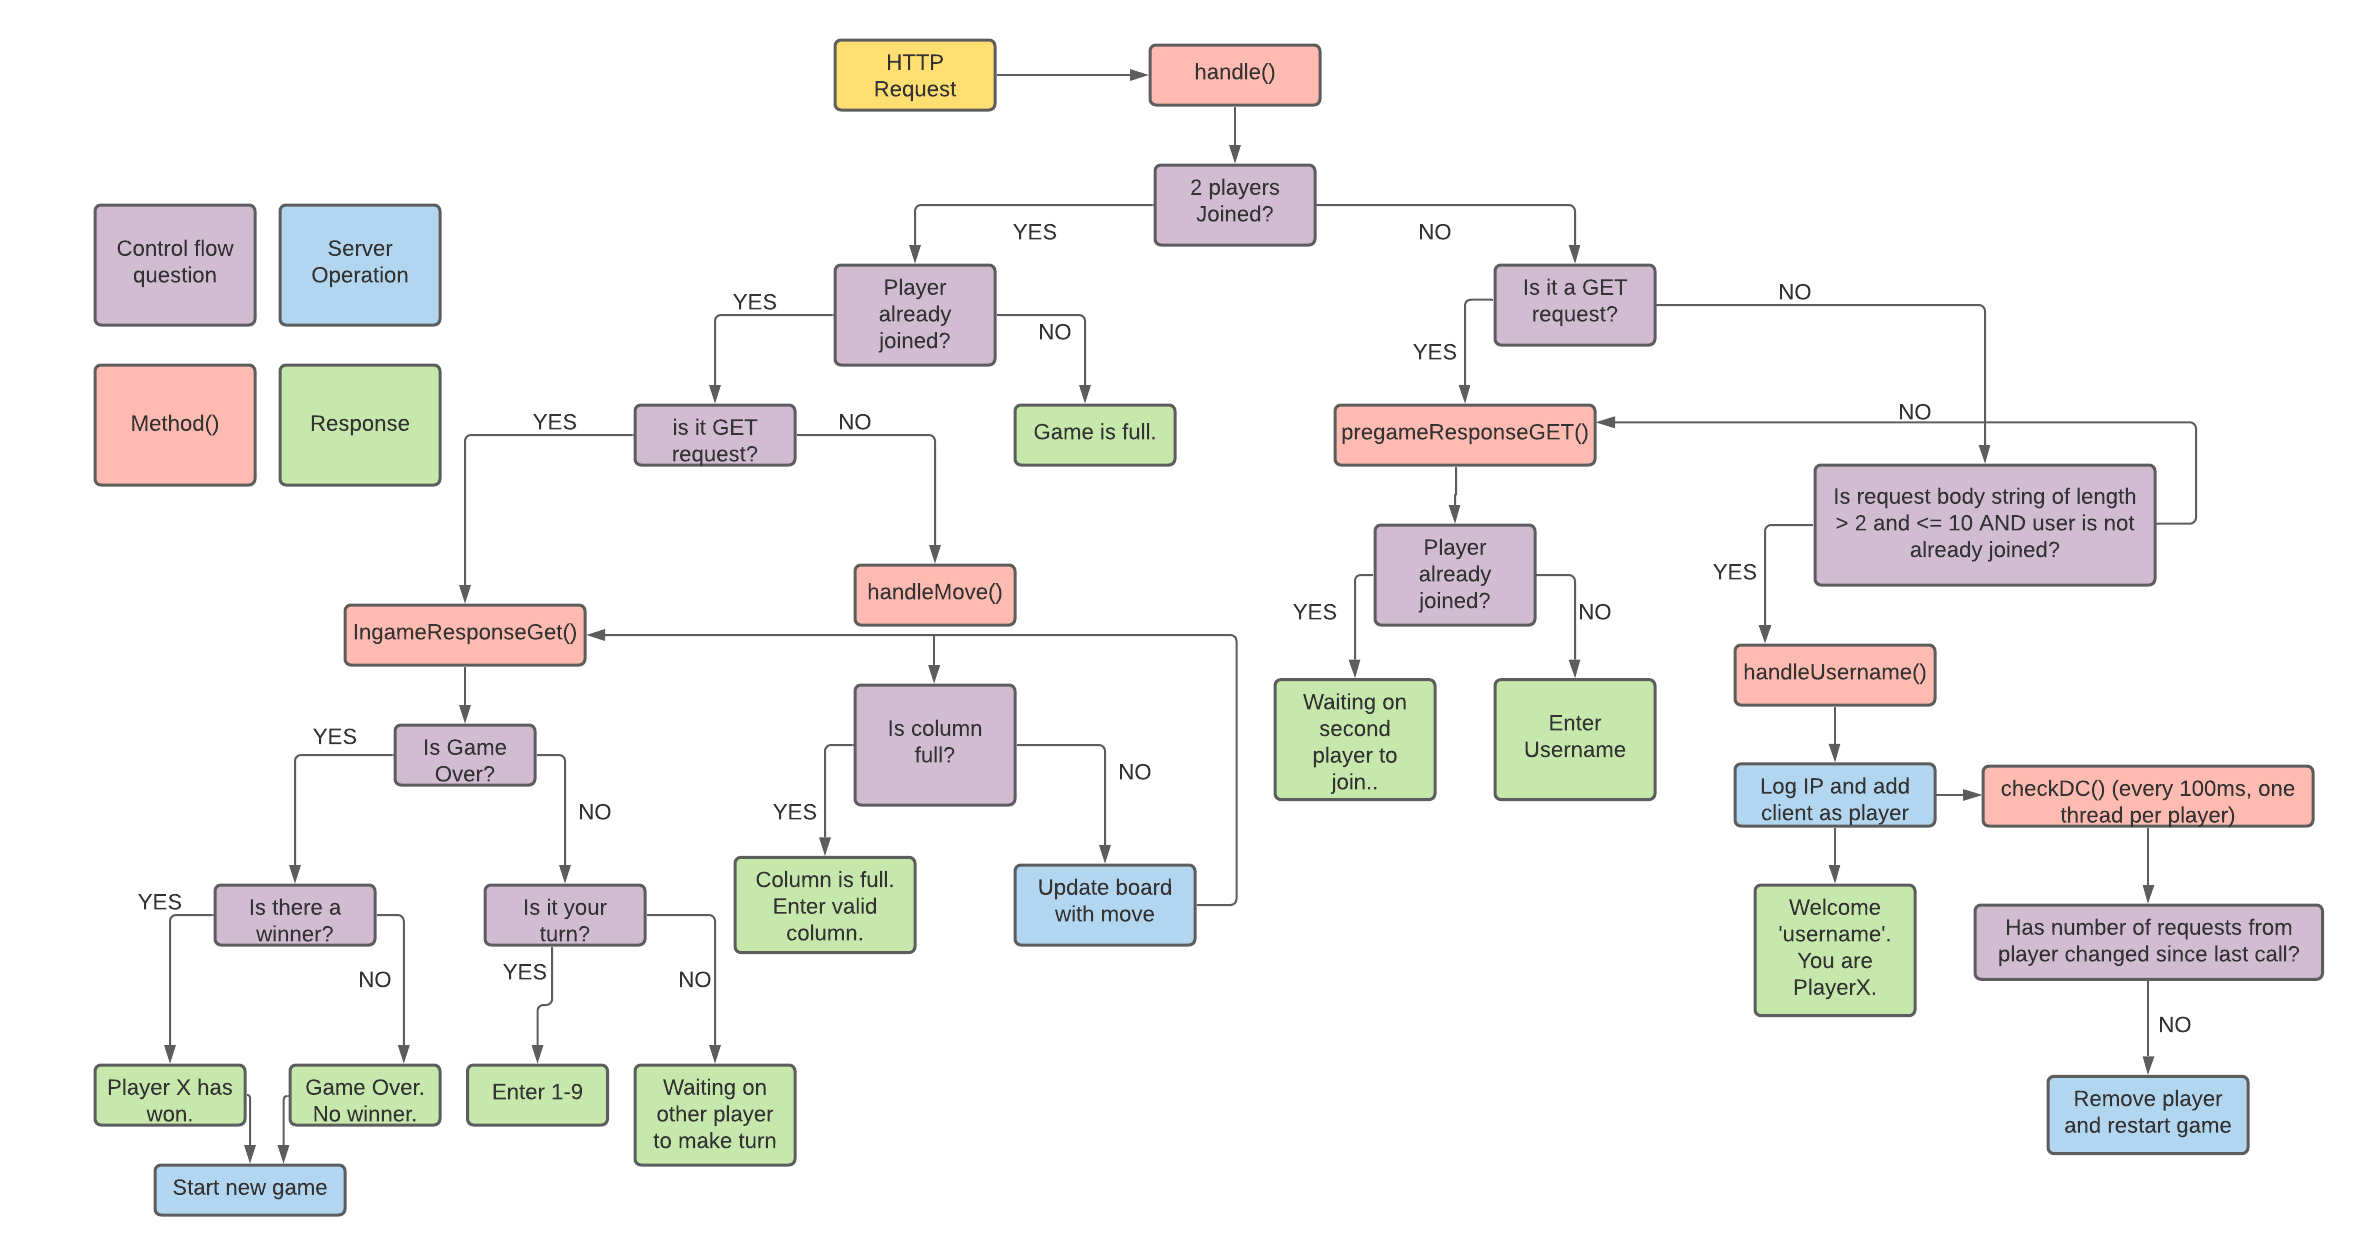 HTTP
Request
handle()
2 players
Joined?
YES
NO
Control flow
question
Server
Operation
Method()
Response
Player
already
joined?
YES
NO
Is it a GET
request?
NO
YES
is it GET
request?
YES
NO
Game is full.
pregameResponseGET()
NO
Is request body string of length
> 2 and <= 10 AND user is not
already joined?
YES
Player
already
joined?
YES
NO
handleMove()
IngameResponseGet()
Waiting on
second
player to
join..
Enter
Username
handleUsername()
Is Game
Over?
YES
NO
Is column
full?
YES
NO
Log IP and add
client as player
checkDC() (every 100ms, one
thread per player)
Is there a
winner?
YES
NO
Is it your
turn?
YES
NO
Column is full.
Enter valid
column.
Update board
with move
Welcome
'username'.
You are
PlayerX.
Has number of requests from
player changed since last call?
NO
Player X has
won.
Game Over.
No winner.
Enter 1-9
Waiting on
other player
to make turn
Remove player
and restart game
Start new game